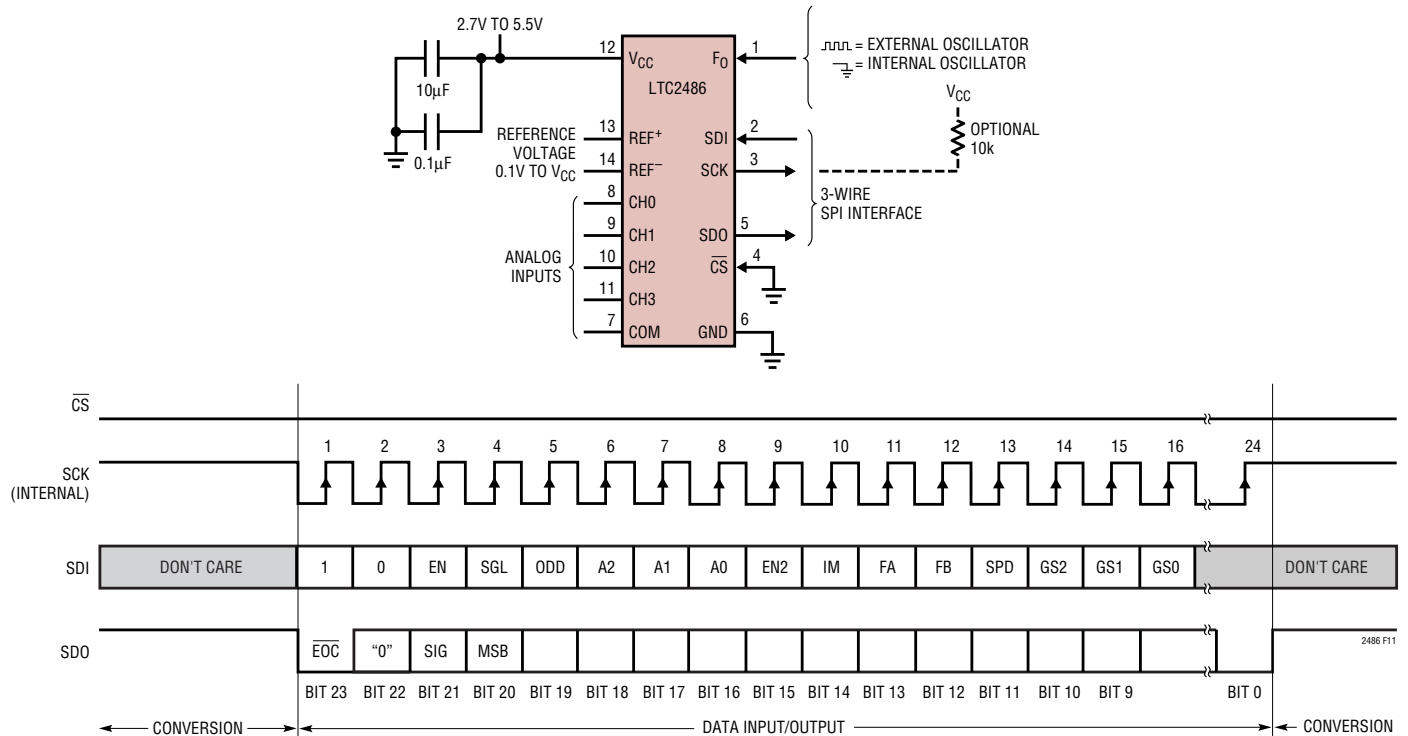 2.7V TO 5.5V
10µF
0.1µF
REFERENCE
VOLTAGE
0.1V TO VCC
ANALOG
INPUTS
12 VCC
13 REF+
14 REF−
8 CH0
9 CH1
10 CH2
11 CH3
7 COM
LTC2486
FO 1
SDI 2
SCK 3
SDO 5
CS 4
GND 6
= EXTERNAL OSCILLATOR
= INTERNAL OSCILLATOR
VCC
OPTIONAL
10k
3-WIRE
SPI INTERFACE
CS
1 2 3 4 5 6 7 8 9 10 11 12 13 14 15 16 24
SCK
(INTERNAL)
SDI DON'T CARE 1 0 EN SGL ODD A2 A1 A0 EN2 IM FA FB SPD GS2 GS1 GS0 DON'T CARE
SDO EOC "0" SIG MSB
2486 F11
BIT 23 BIT 22 BIT 21 BIT 20 BIT 19 BIT 18 BIT 17 BIT 16 BIT 15 BIT 14 BIT 13 BIT 12 BIT 11 BIT 10 BIT 9 BIT 0
CONVERSION DATA INPUT/OUTPUT CONVERSION